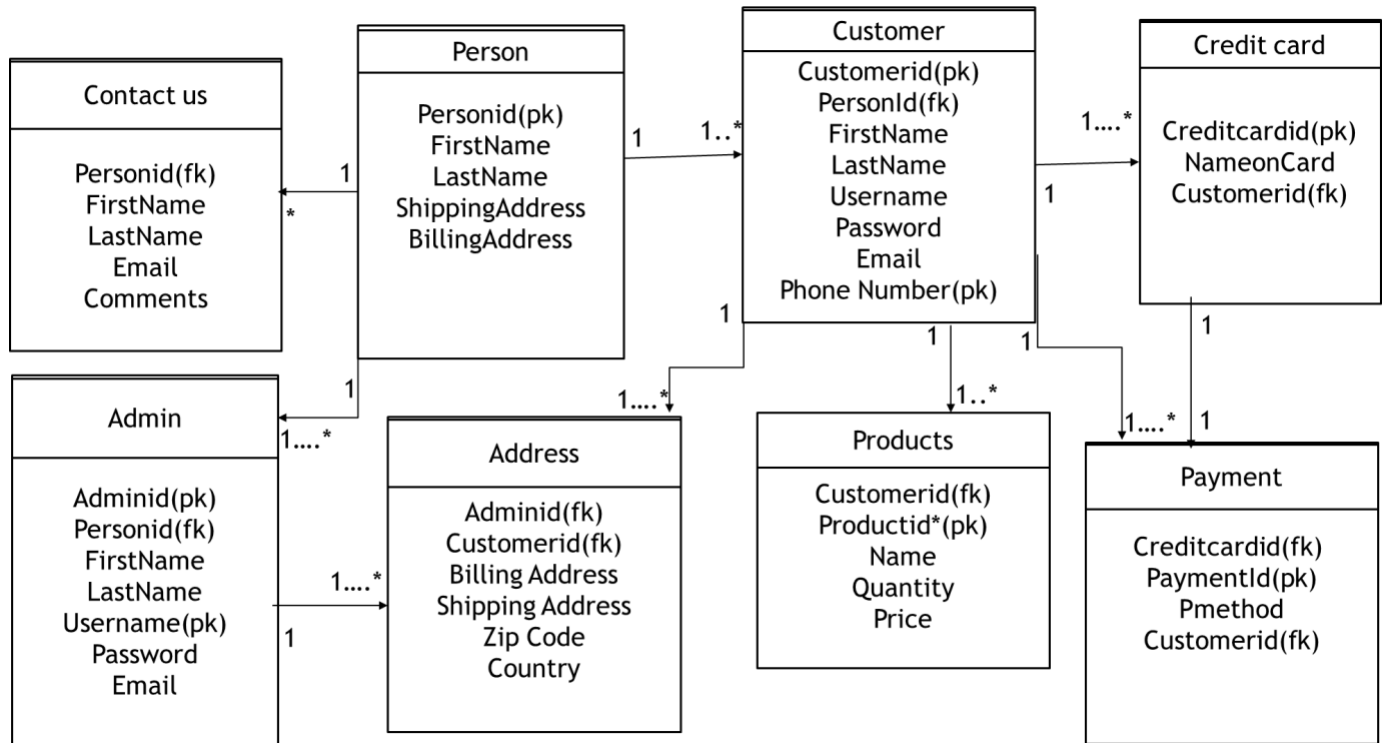 Contact us
Personid(fk)
FirstName
LastName
Email
Comments
1
*
Person
Personid(pk)
FirstName
LastName
ShippingAddress
BillingAddress
1
1..*
Customer
Customerid(pk)
PersonId(fk)
FirstName
LastName
Username
Password
Email
Phone Number(pk)
1....*
1
Credit card
Creditcardid(pk)
NameonCard
Customerid(fk)
1
1....*
1
1
1....*
1
1..*
1
1....*
1
1
Admin
Adminid(pk)
Personid(fk)
FirstName
LastName
Username(pk)
Password
Email
1....*
1
Address
Adminid(fk)
Customerid(fk)
Billing Address
Shipping Address
Zip Code
Country
Products
Customerid(fk)
Productid*(pk)
Name
Quantity
Price
Payment
Creditcardid(fk)
PaymentId(pk)
Pmethod
Customerid(fk)